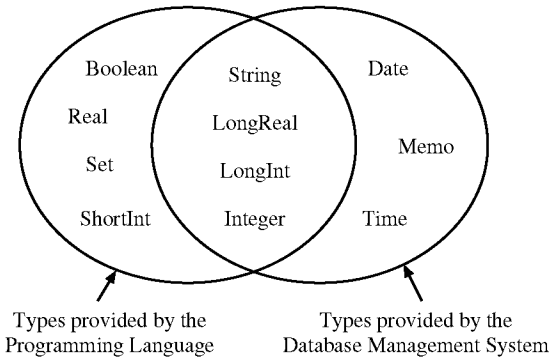 Boolean
String
Date
Real
LongReal
Memo
Set
LongInt
ShortInt
Integer
Time
Types provided by the
Programming Language
Types provided by the
Database Management System